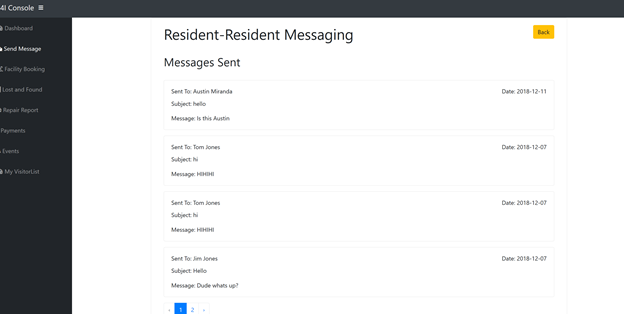 4I Console
Dashboard
Send Message
Facility Booking
Lost and Found
Repair Report
Payments
Events
My VisitorList
Resident-Resident Messaging
Back
Messages Sent
Sent To: Austin Miranda
Date: 2018-12-11
Subject: hello
Message: Is this Austin
Sent To: Tom Jones
Date: 2018-12-07
Subject: hi
Message: HIHIHI
Sent To: Tom Jones
Date: 2018-12-07
Subject: hi
Message: HIHIHI
Sent To: Jim Jones
Date: 2018-12-07
Subject: Hello
Message: Dude whats up?
« 1 2 »